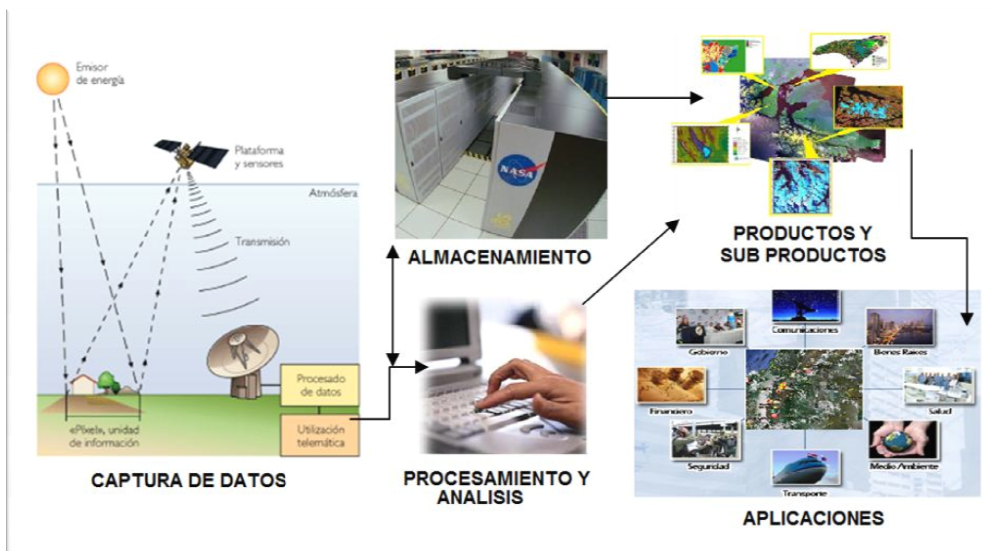 Emisor
de energía
Plataforma
y sensores
Atmósfera
Transmisión
Procesado
de datos
Utilización
telemática
«Píxel», unidad
de información
CAPTURA DE DATOS
NASA
ALMACENAMIENTO
PROCESAMIENTO Y
ANALISIS
PRODUCTOS Y
SUB PRODUCTOS
Comunicaciones
Gobierno
Bienes Raices
Financiero
Salud
Seguridad
Medio Ambiente
Transporte
APLICACIONES